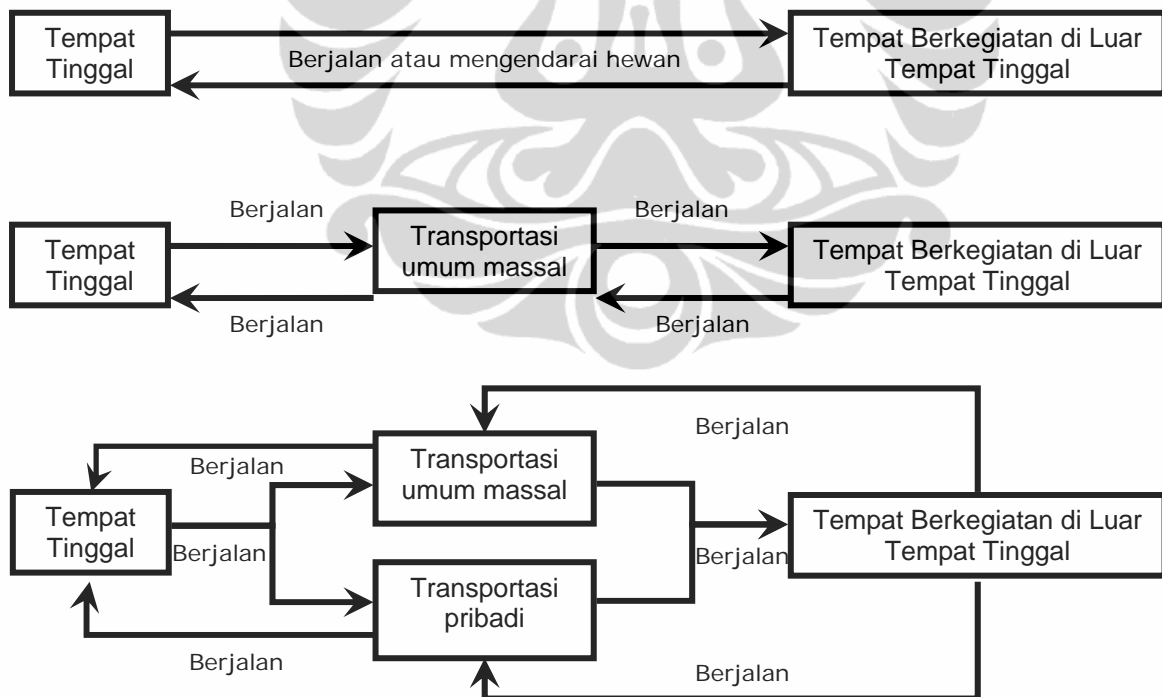 Tempat
Tinggal
Berjalan atau mengendarai hewan
Tempat Berkegiatan di Luar
Tempat Tinggal
Tempat
Tinggal
Berjalan
Berjalan
Transportasi
umum massal
Berjalan
Berjalan
Tempat Berkegiatan di Luar
Tempat Tinggal
Tempat
Tinggal
Berjalan
Berjalan
Berjalan
Transportasi
umum massal
Transportasi
pribadi
Berjalan
Berjalan
Berjalan
Tempat Berkegiatan di Luar
Tempat Tinggal